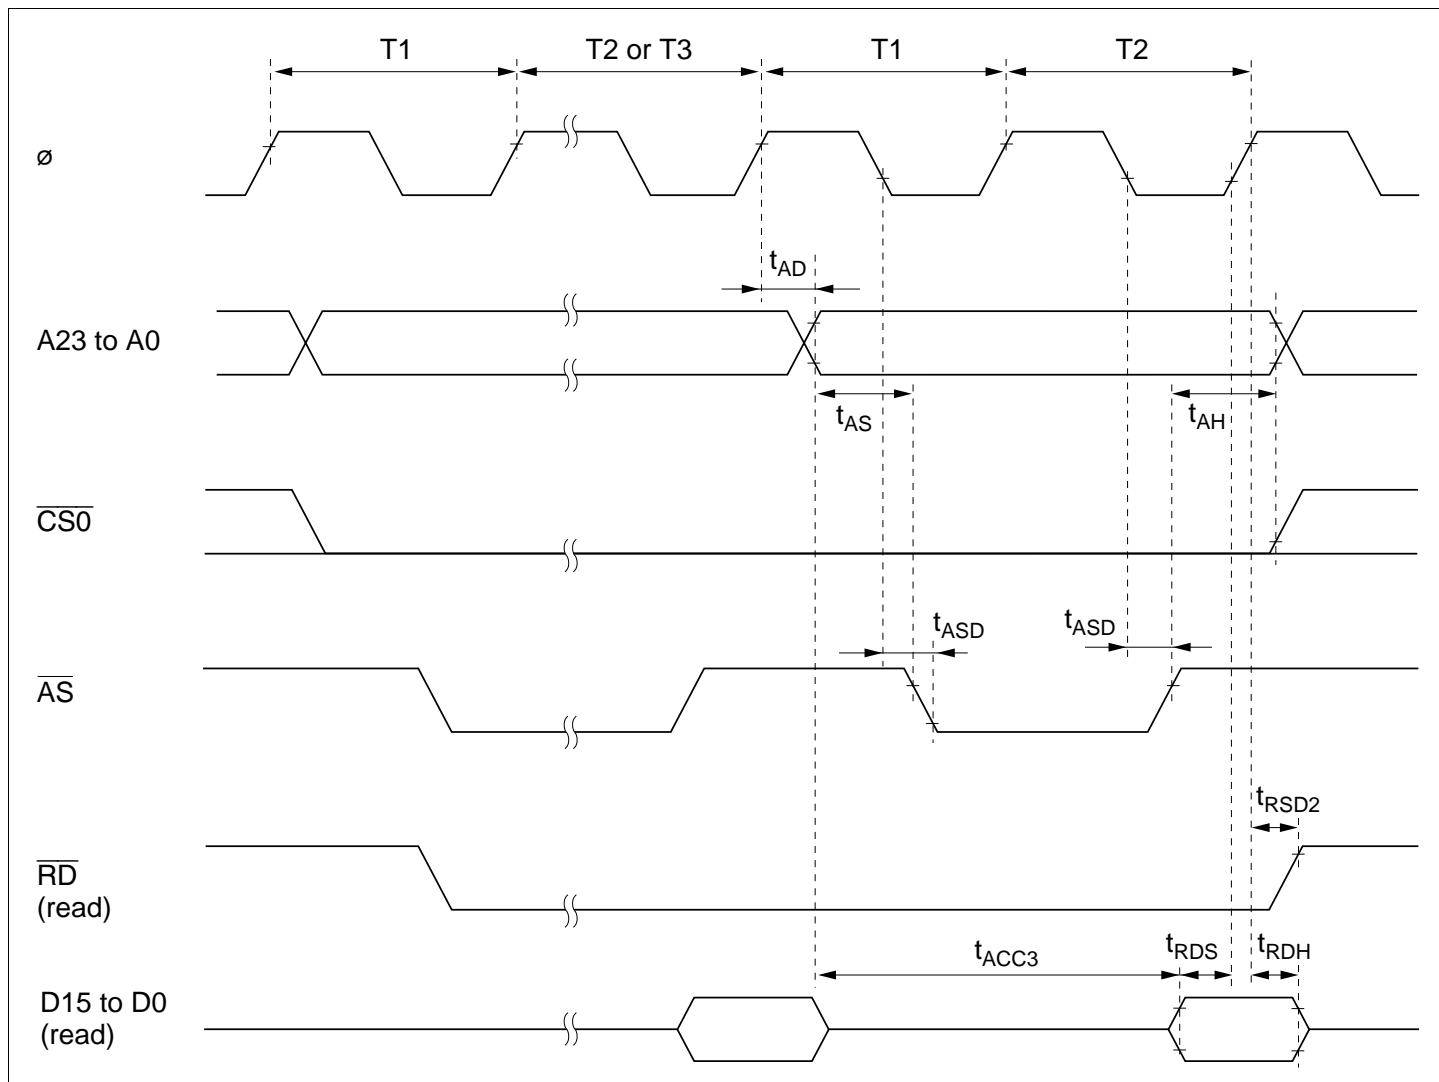 T1 T2 or T3 T1 T2
ø
tAD
A23 to A0
tAS tAH
CS0
tASD tASD
AS
tRSD2
RD
(read)
tACC3 tRDS tRDH
D15 to D0
(read)